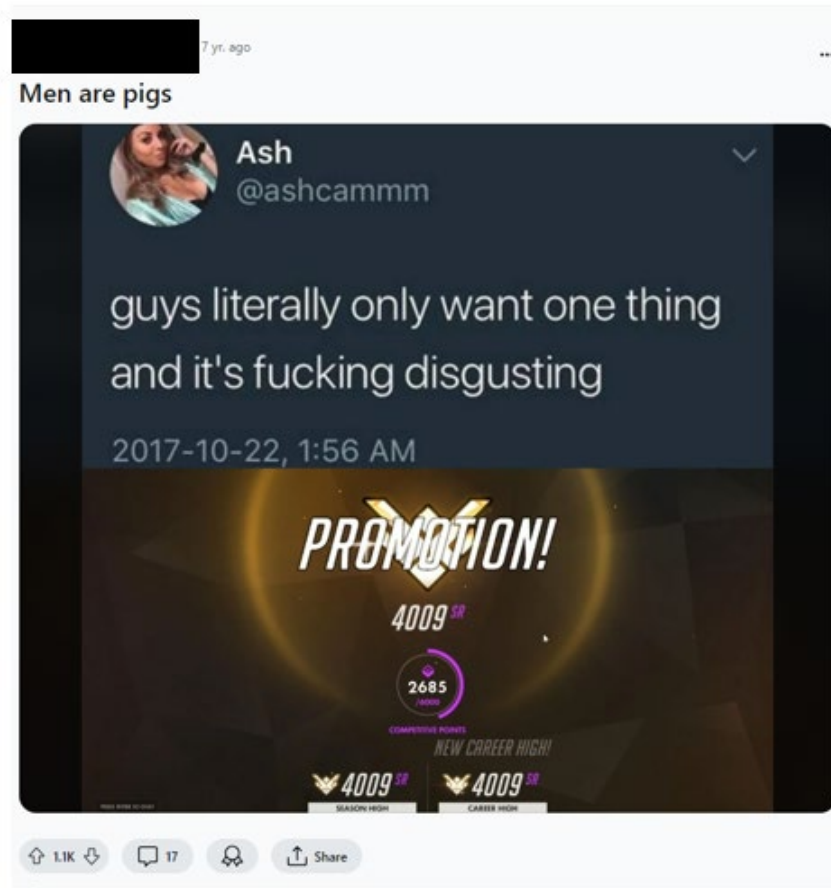 7 yr. ago
Men are pigs
Ash
@ashcammm
guys literally only want one thing
and it's fucking disgusting
2017-10-22, 1:56 AM
PROMOTION!
4009 SR
2685
/6000
COMPETITIVE POINTS
NEW CAREER HIGH!
4009 SR 4009 SR
SEASON HIGH CAREER HIGH
1.1K 17 Share